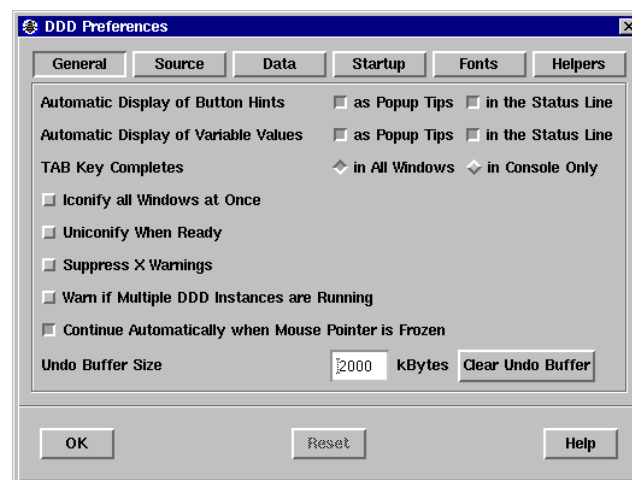 DDD Preferences
General Source Data Startup Fonts Helpers
Automatic Display of Button Hints as Popup Tips in the Status Line
Automatic Display of Variable Values as Popup Tips in the Status Line
TAB Key Completes in All Windows in Console Only
Iconify all Windows at Once
Uniconify When Ready
Suppress X Warnings
Warn if Multiple DDD Instances are Running
Continue Automatically when Mouse Pointer is Frozen
Undo Buffer Size 2000 kBytes Clear Undo Buffer
OK Reset Help